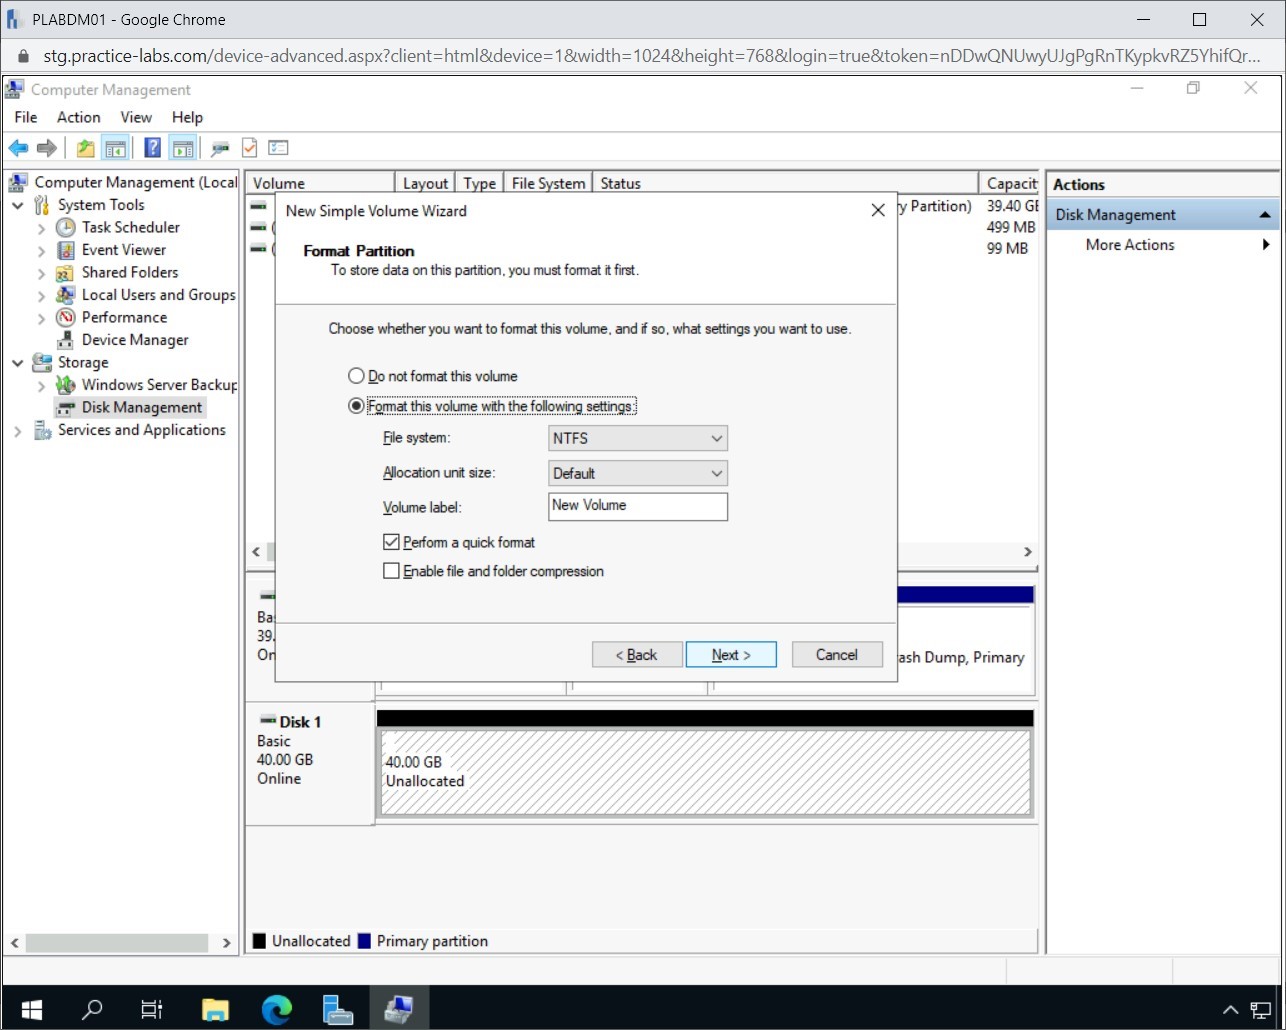 PLABDM01 - Google Chrome
stg.practice-labs.com/device-advanced.aspx?client=html&device=1&width=1024&height=768&login=true&token=nDDwQNUwyUJgPgRnTKypkvRZ5YhifQr...
Computer Management
File Action View Help
Computer Management (Local
System Tools
Task Scheduler
Event Viewer
Shared Folders
Local Users and Groups
Performance
Device Manager
Storage
Windows Server Backup
Disk Management
Services and Applications
Volume Layout Type File System Status Capacit
y Partition) 39.40 GB
499 MB
99 MB
New Simple Volume Wizard
Format Partition
To store data on this partition, you must format it first.
Choose whether you want to format this volume, and if so, what settings you want to use.
Do not format this volume
Format this volume with the following settings:
File system: NTFS
Allocation unit size: Default
Volume label: New Volume
Perform a quick format
Enable file and folder compression
< Back Next > Cancel
Ba
39.
On
ash Dump, Primary
Disk 1
Basic
40.00 GB
Online
40.00 GB
Unallocated
Unallocated Primary partition
Actions
Disk Management
More Actions